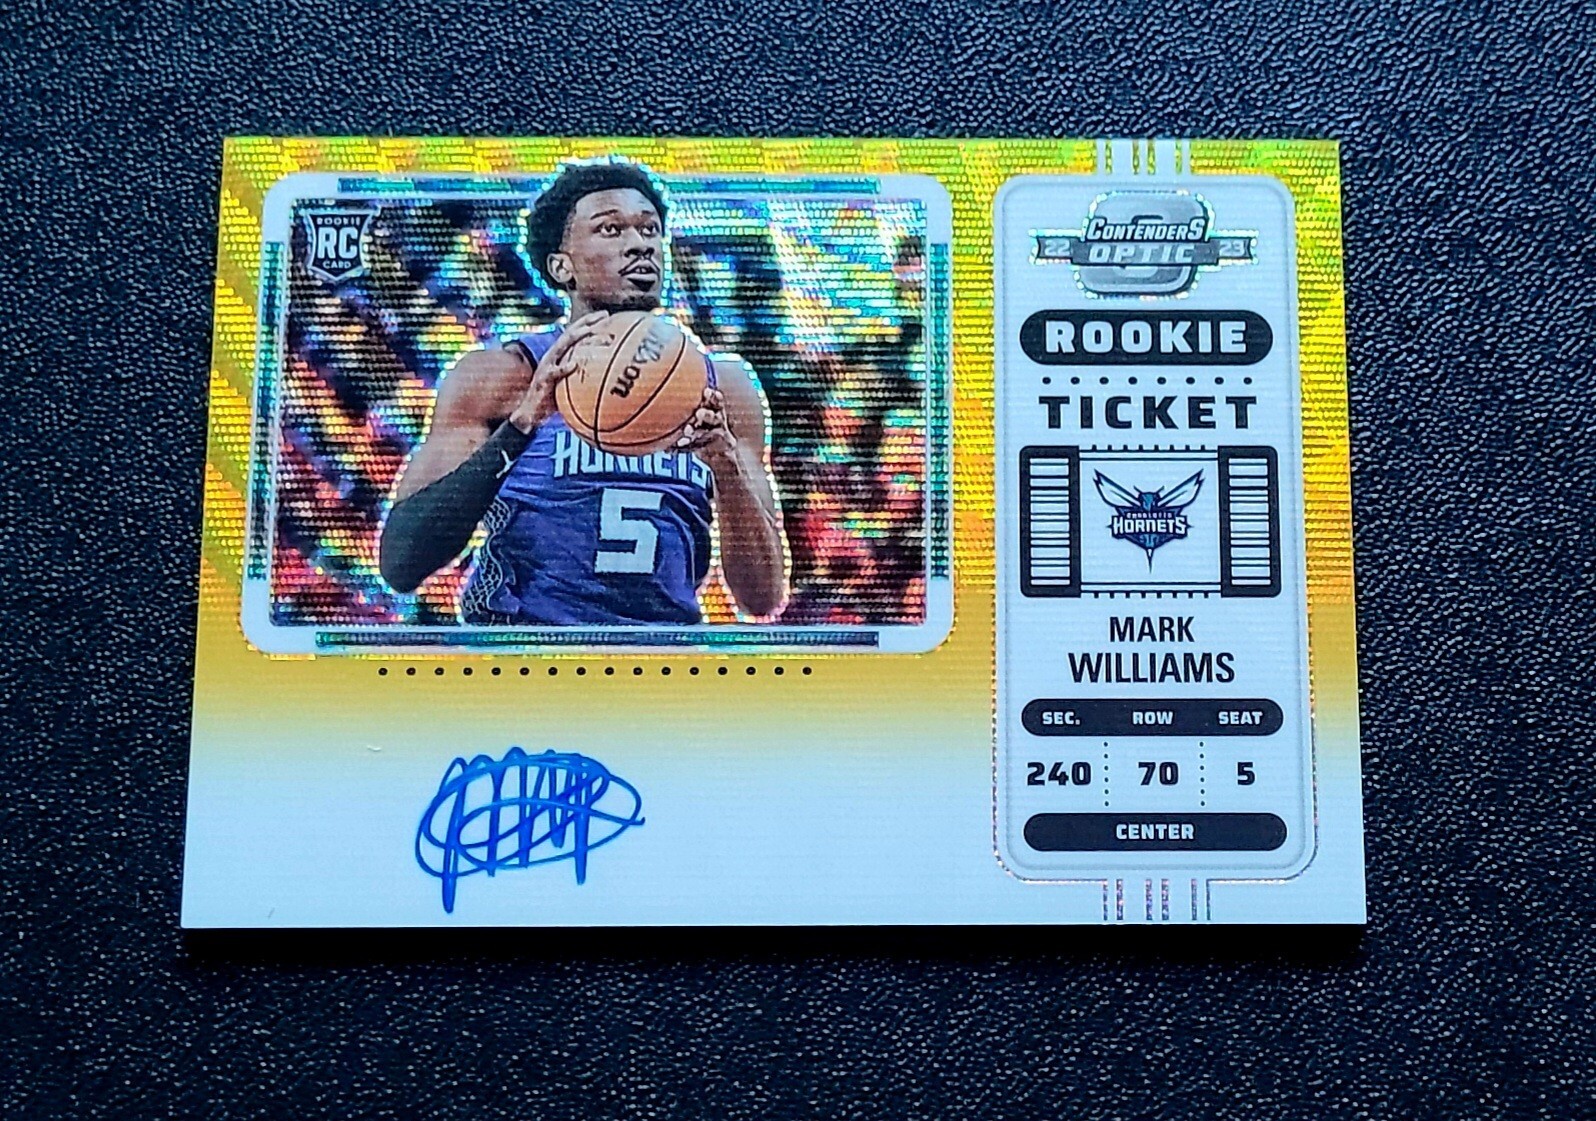 ROOKIE
RC
CARD
Wilson
HORNETS
5
CONTENDERS
22 OPTIC 23
ROOKIE
TICKET
CHARLOTTE
HORNETS
MARK
WILLIAMS
SEC. ROW SEAT
240 70 5
CENTER